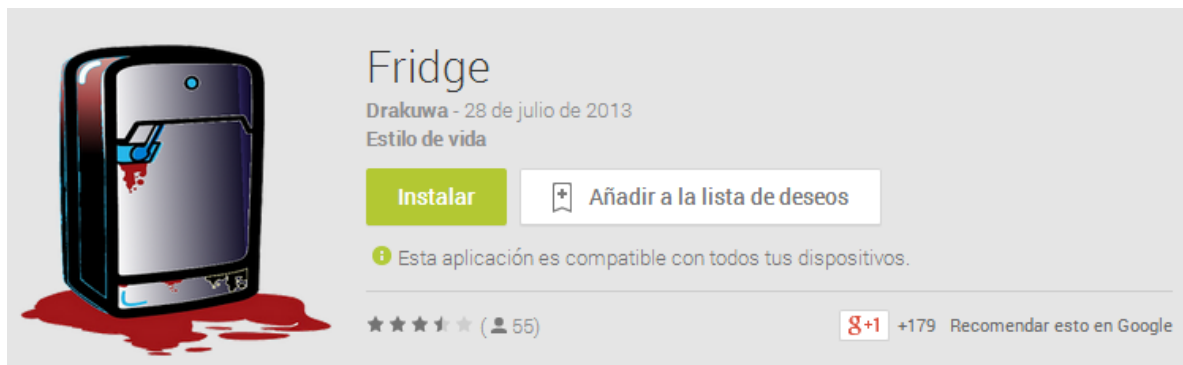 Fridge
Drakuwa - 28 de julio de 2013
Estilo de vida
Instalar
Añadir a la lista de deseos
Esta aplicación es compatible con todos tus dispositivos.
(55)
g+1 +179 Recomendar esto en Google